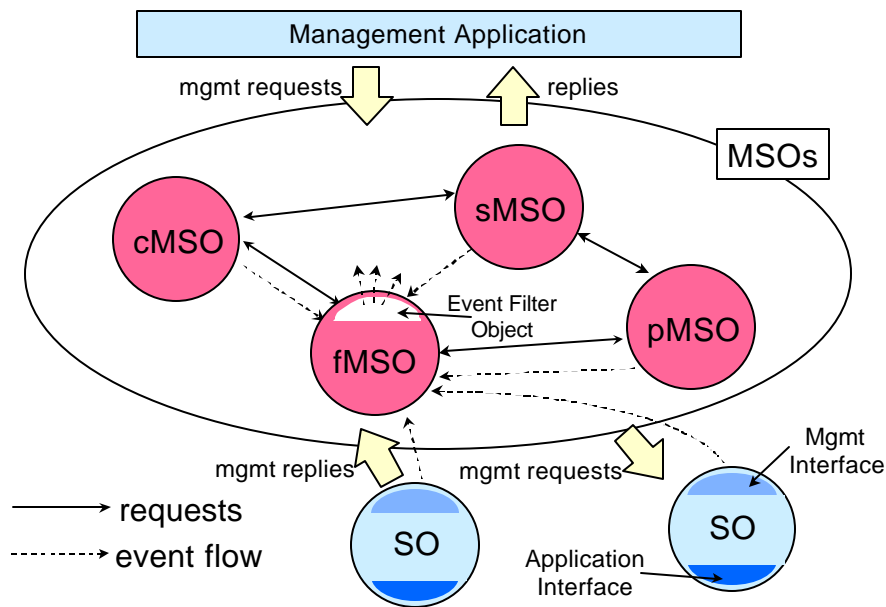 Management Application
mgmt requests
replies
MSOs
sMSO
cMSO
Event Filter
Object
pMSO
fMSO
Mgmt
Interface
mgmt replies
mgmt requests
requests
SO
SO
event flow
Application
Interface